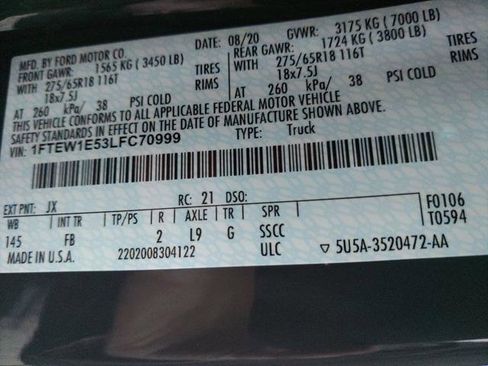 MFD. BY FORD MOTOR CO. DATE: 08/20 GVWR: 3175 KG ( 7000 LB)
FRONT GAWR: 1565 KG ( 3450 LB) REAR GAWR: 1724 KG ( 3800 LB)
WITH 275/65R18 116T TIRES WITH 275/65R18 116T TIRES
18x7.5J RIMS 18x7.5J RIMS
AT 260 kPa/ 38 PSI COLD AT 260 kPa/ 38 PSI COLD
THIS VEHICLE CONFORMS TO ALL APPLICABLE FEDERAL MOTOR VEHICLE
SAFETY STANDARDS IN EFFECT ON THE DATE OF MANUFACTURE SHOWN ABOVE.
VIN: 1FTEW1E53LFC70999 TYPE: Truck
EXT PNT: JX RC: 21 DSO: F0106
WB INT TR TP/PS R AXLE TR SPR T0594
145 FB 2 L9 G SSCC
MADE IN U.S.A. 2202008304122 ULC ▽ 5U5A-3520472-AA